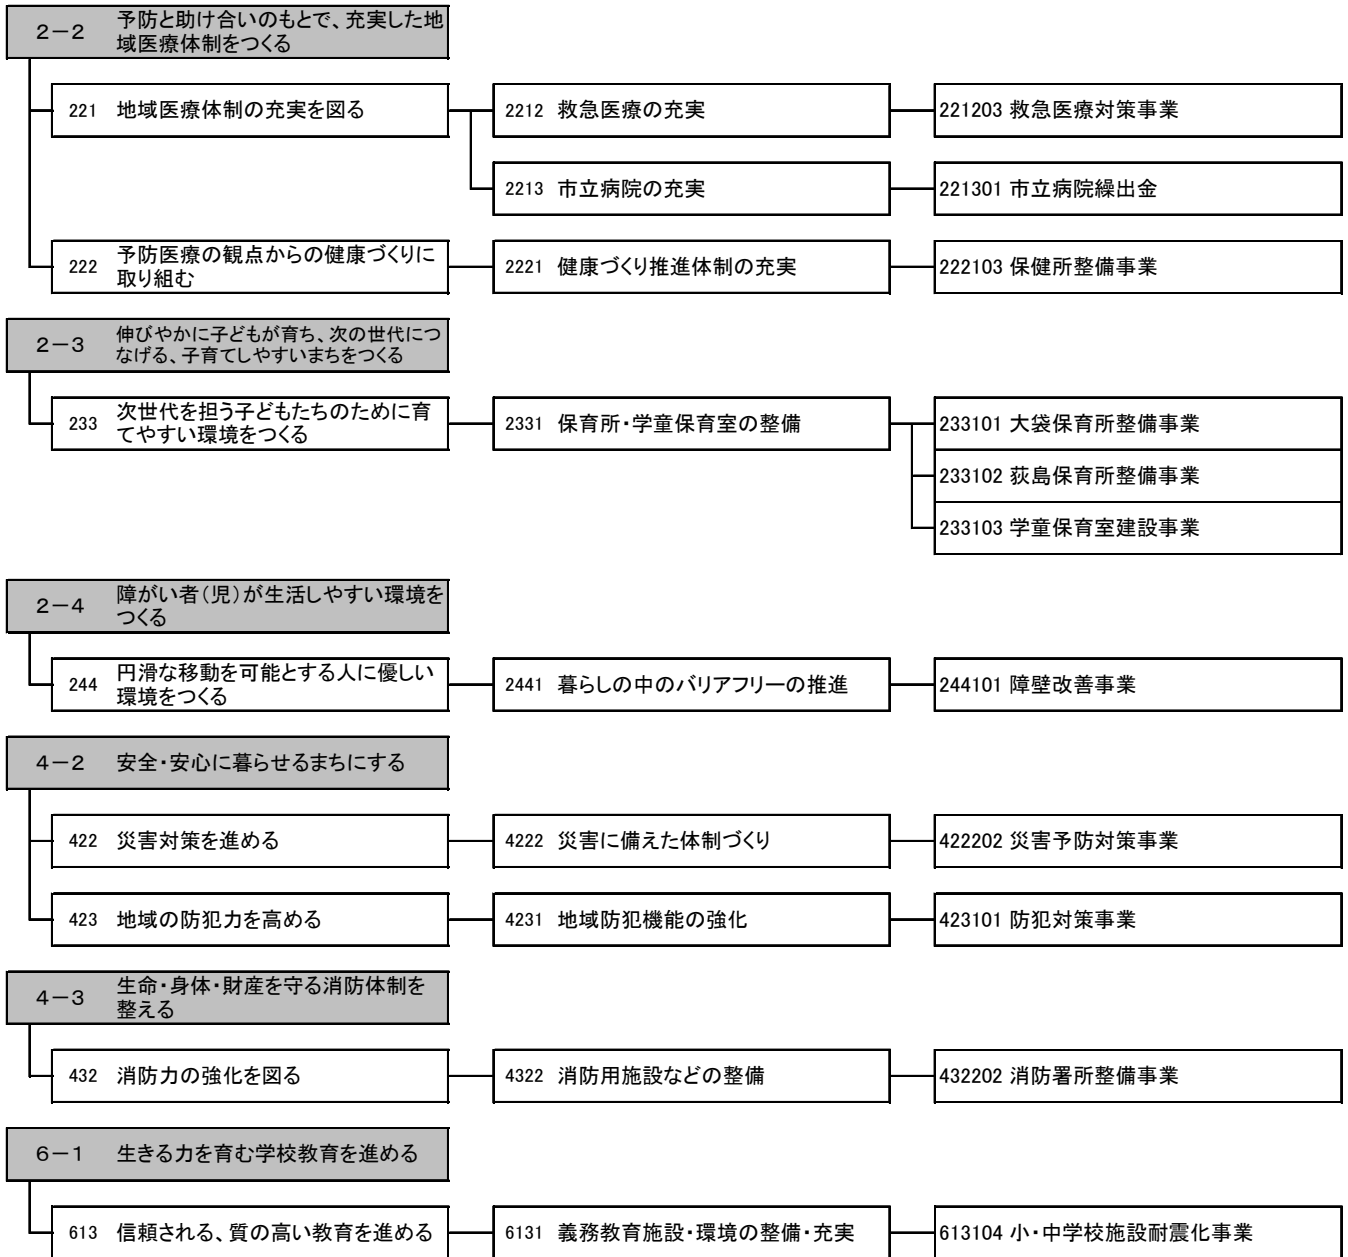 2－2 予防と助け合いのもとで、充実した地
域医療体制をつくる
221 地域医療体制の充実を図る
2212 救急医療の充実
221203 救急医療対策事業
2213 市立病院の充実
221301 市立病院繰出金
222 予防医療の観点からの健康づくりに
取り組む
2221 健康づくり推進体制の充実
222103 保健所整備事業
2－3 伸びやかに子どもが育ち、次の世代につ
なげる、子育てしやすいまちをつくる
233 次世代を担う子どもたちのために育
てやすい環境をつくる
2331 保育所・学童保育室の整備
233101 大袋保育所整備事業
233102 荻島保育所整備事業
233103 学童保育室建設事業
2－4 障がい者（児）が生活しやすい環境を
つくる
244 円滑な移動を可能とする人に優しい
環境をつくる
2441 暮らしの中のバリアフリーの推進
244101 障壁改善事業
4－2 安全・安心に暮らせるまちにする
422 災害対策を進める
4222 災害に備えた体制づくり
422202 災害予防対策事業
423 地域の防犯力を高める
4231 地域防犯機能の強化
423101 防犯対策事業
4－3 生命・身体・財産を守る消防体制を
整える
432 消防力の強化を図る
4322 消防用施設などの整備
432202 消防署所整備事業
6－1 生きる力を育む学校教育を進める
613 信頼される、質の高い教育を進める
6131 義務教育施設・環境の整備・充実
613104 小・中学校施設耐震化事業